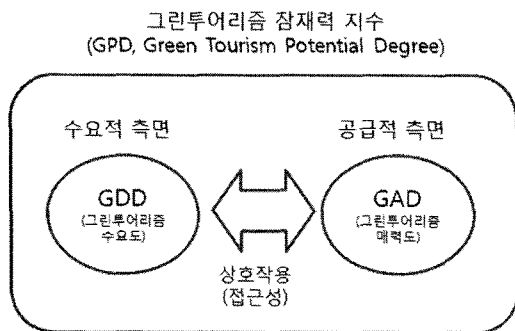 그린투어리즘 잠재력 지수
(GPD, Green Tourism Potential Degree)
수요적 측면
공급적 측면
GDD
(그린투어리즘
수요도)
GAD
(그린투어리즘
매력도)
상호작용
(접근성)